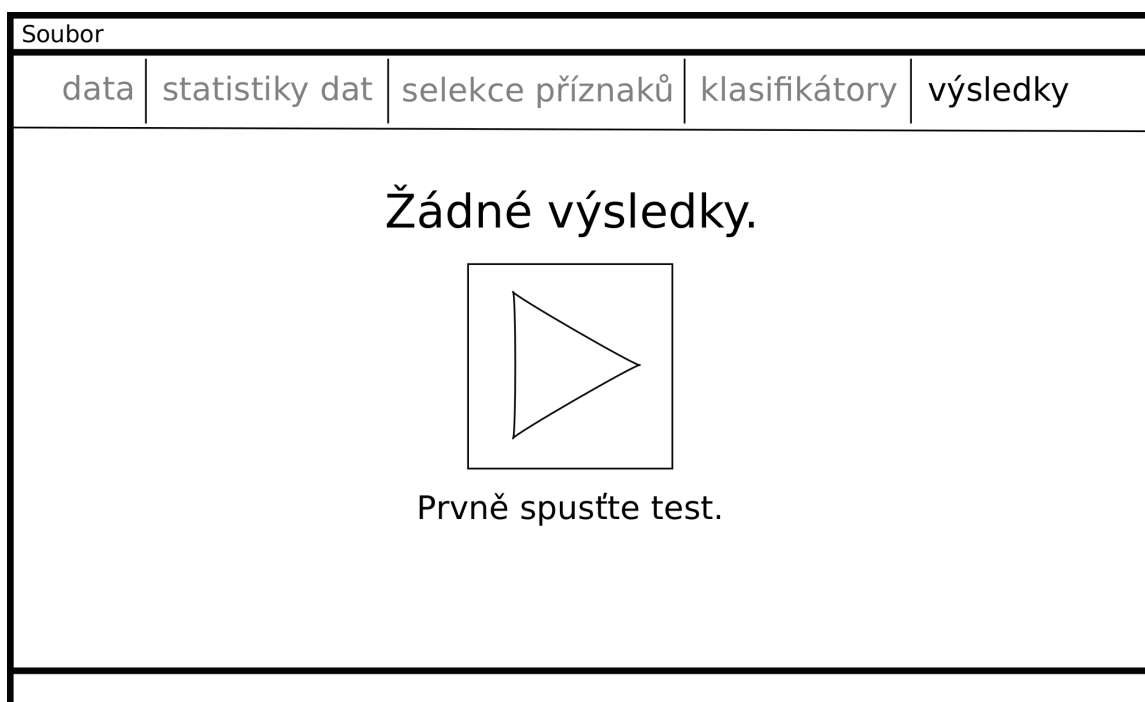 Soubor
data statistiky dat selekce příznaků klasifikátory výsledky
Žádné výsledky.
Prvně spusťte test.